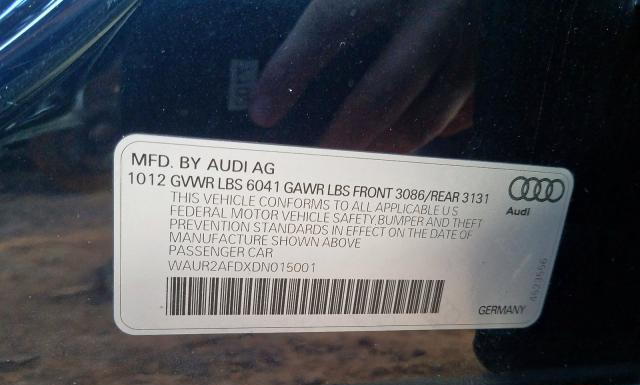 MFD. BY AUDI AG
1012 GVWR LBS 6041 GAWR LBS FRONT 3086/REAR 3131
THIS VEHICLE CONFORMS TO ALL APPLICABLE U S
FEDERAL MOTOR VEHICLE SAFETY,BUMPER AND THEFT
PREVENTION STANDARDS IN EFFECT ON THE DATE OF
MANUFACTURE SHOWN ABOVE
PASSENGER CAR
WAUR2AFDXDN015001
Audi
GERMANY